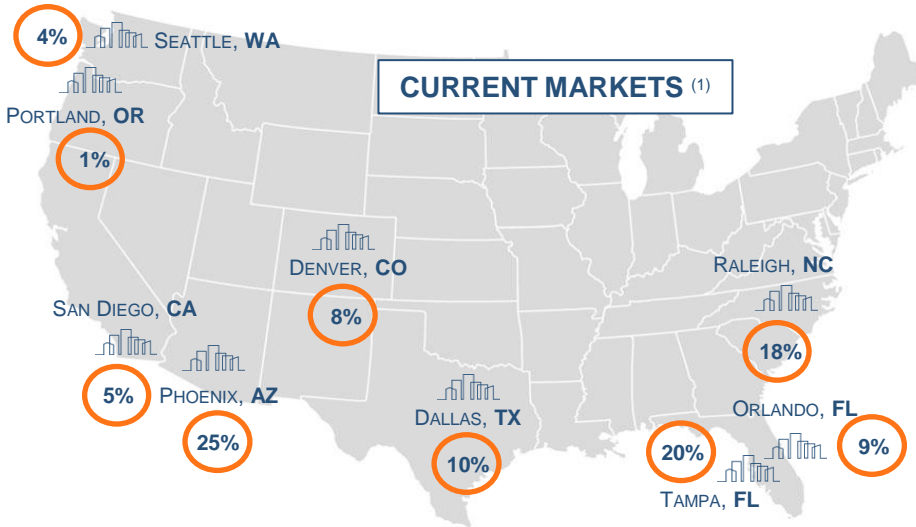 4%
SEATTLE, WA
CURRENT MARKETS (1)
PORTLAND, OR
1%
DENVER, CO
8%
RALEIGH, NC
18%
SAN DIEGO, CA
5%
PHOENIX, AZ
25%
DALLAS, TX
10%
ORLANDO, FL
9%
20%
TAMPA, FL